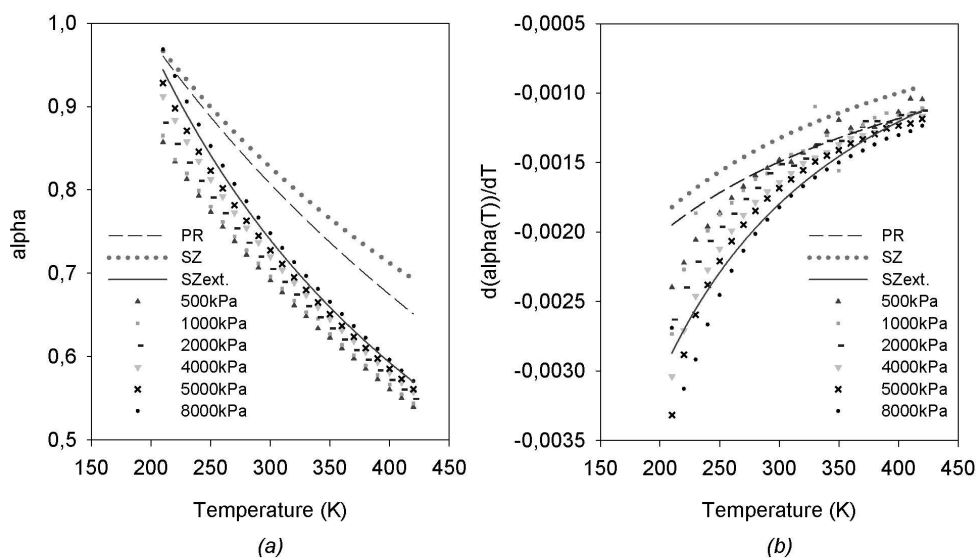 alpha
1,0
0,9
0,8
0,7
0,6
0,5
PR
SZ
SZext.
500kPa
1000kPa
2000kPa
4000kPa
5000kPa
8000kPa
150 200 250 300 350 400 450
Temperature (K)
(a)
d(alpha(T))/dT
-0,0005
-0,0010
-0,0015
-0,0020
-0,0025
-0,0030
-0,0035
PR
SZ
SZext.
500kPa
1000kPa
2000kPa
4000kPa
5000kPa
8000kPa
150 200 250 300 350 400 450
Temperature (K)
(b)